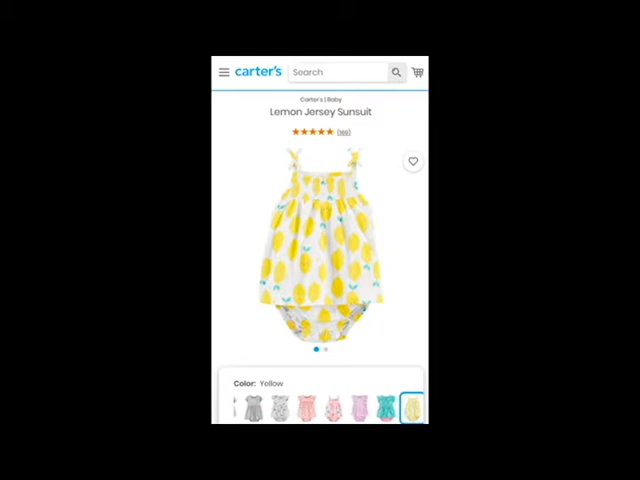 carter's
Search
Carter's | Baby
Lemon Jersey Sunsuit
Color: Yellow